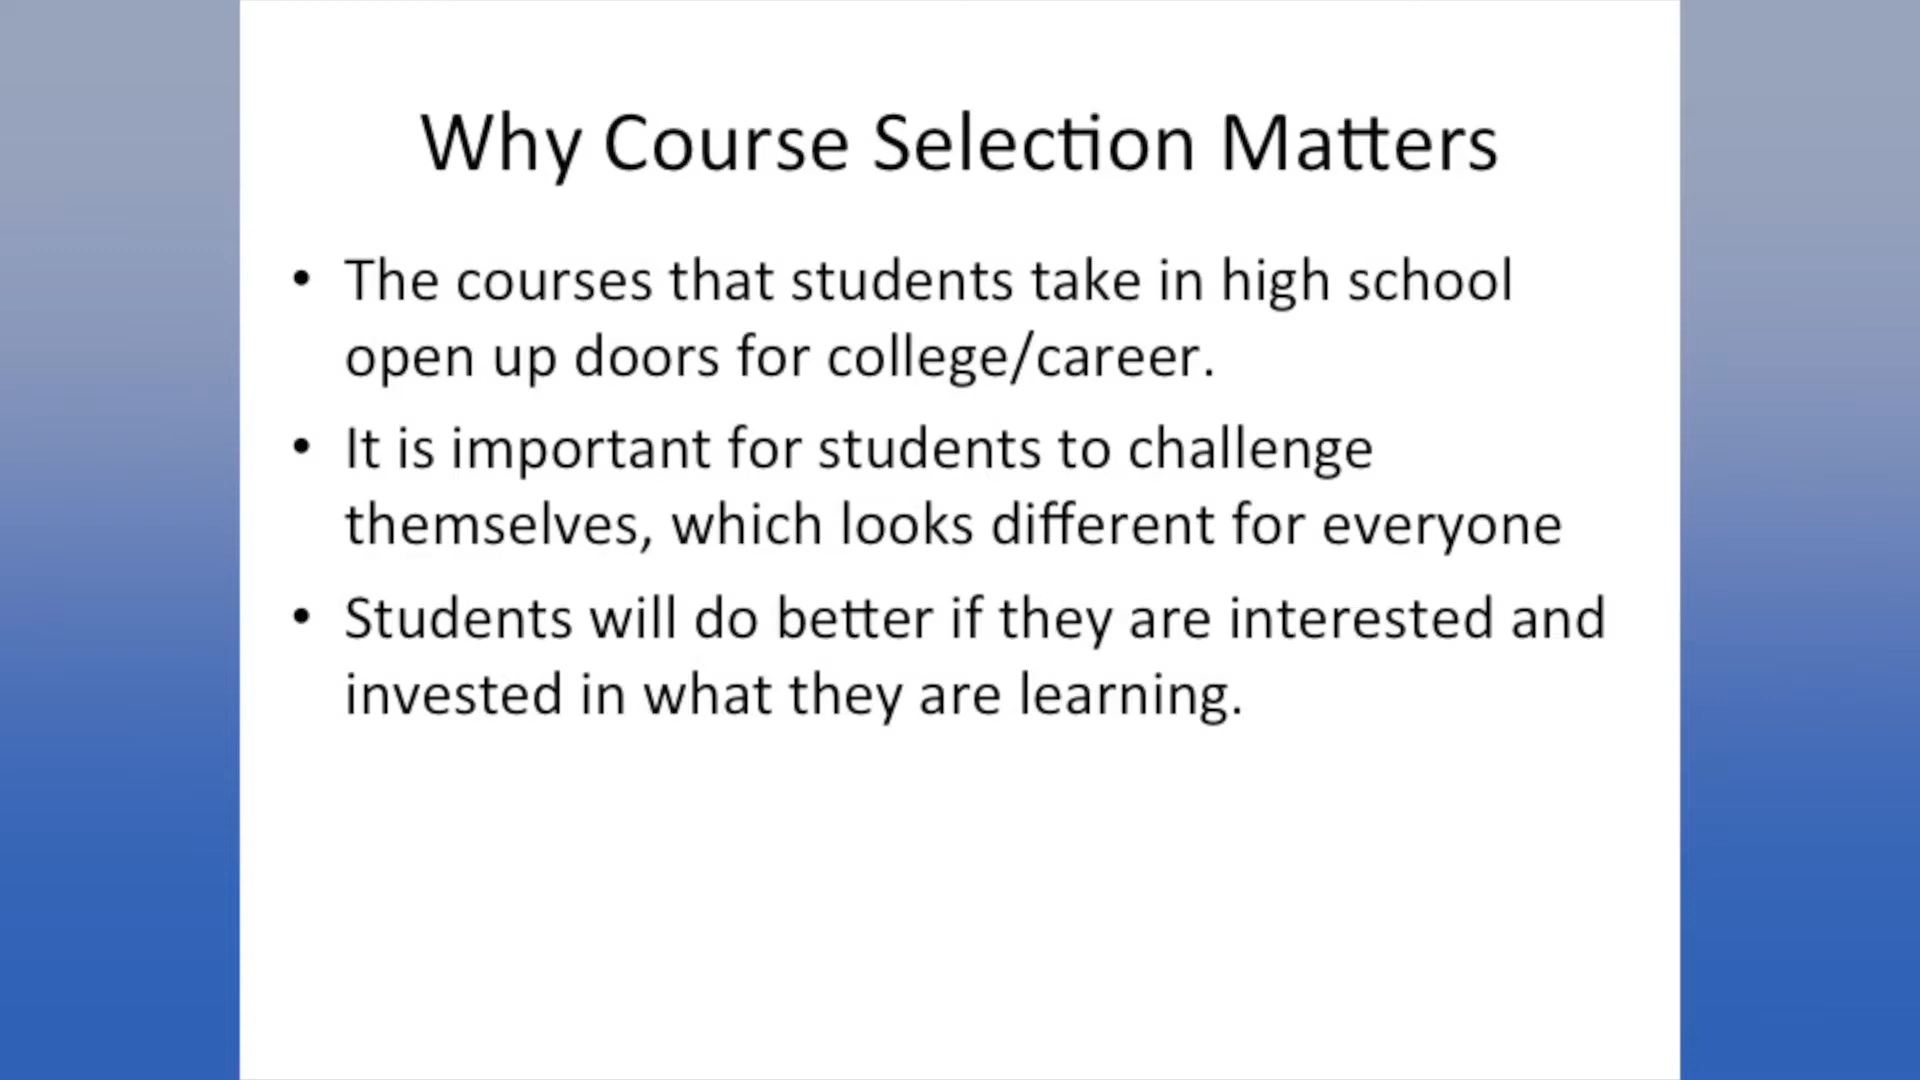 Why Course Selection Matters
• The courses that students take in high school
open up doors for college/career.
• It is important for students to challenge
themselves, which looks different for everyone
• Students will do better if they are interested and
invested in what they are learning.